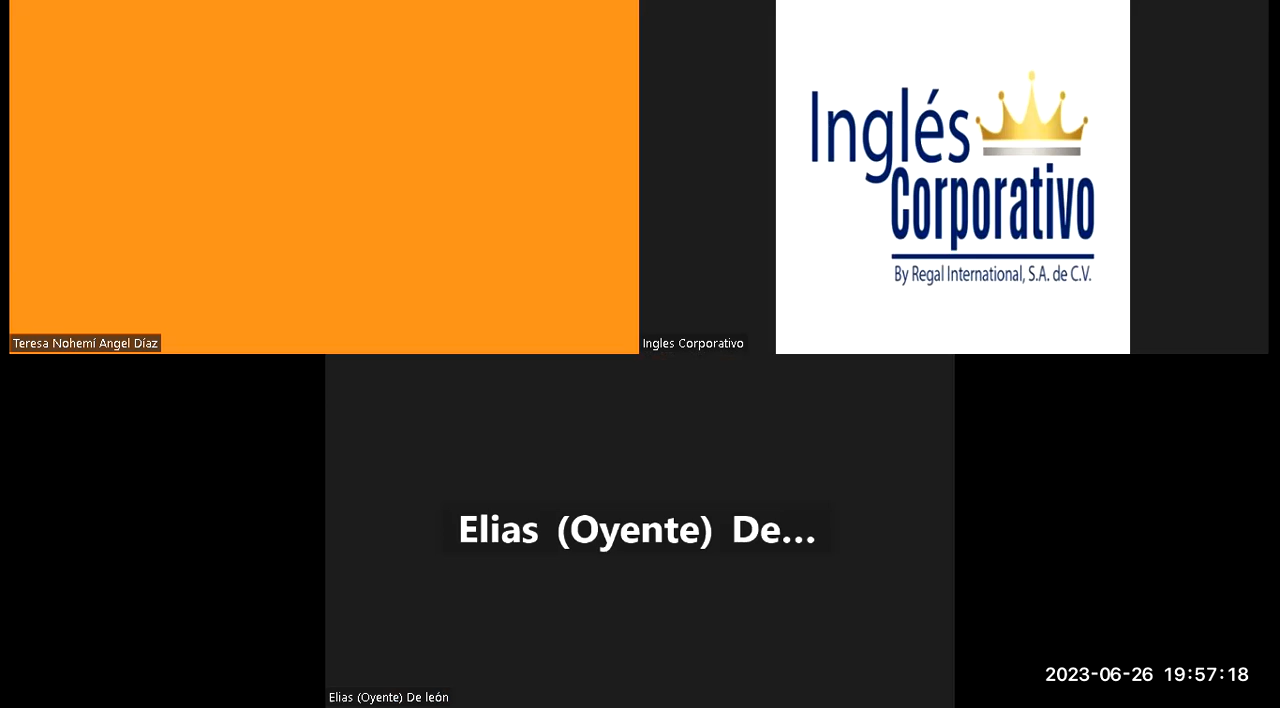 Inglés
Corporativo
By Regal International, S.A. de C.V.
Teresa Nohemí Angel Díaz
Ingles Corporativo
Elias (Oyente) De...
Elias (Oyente) De león
2023-06-26 19:57:18